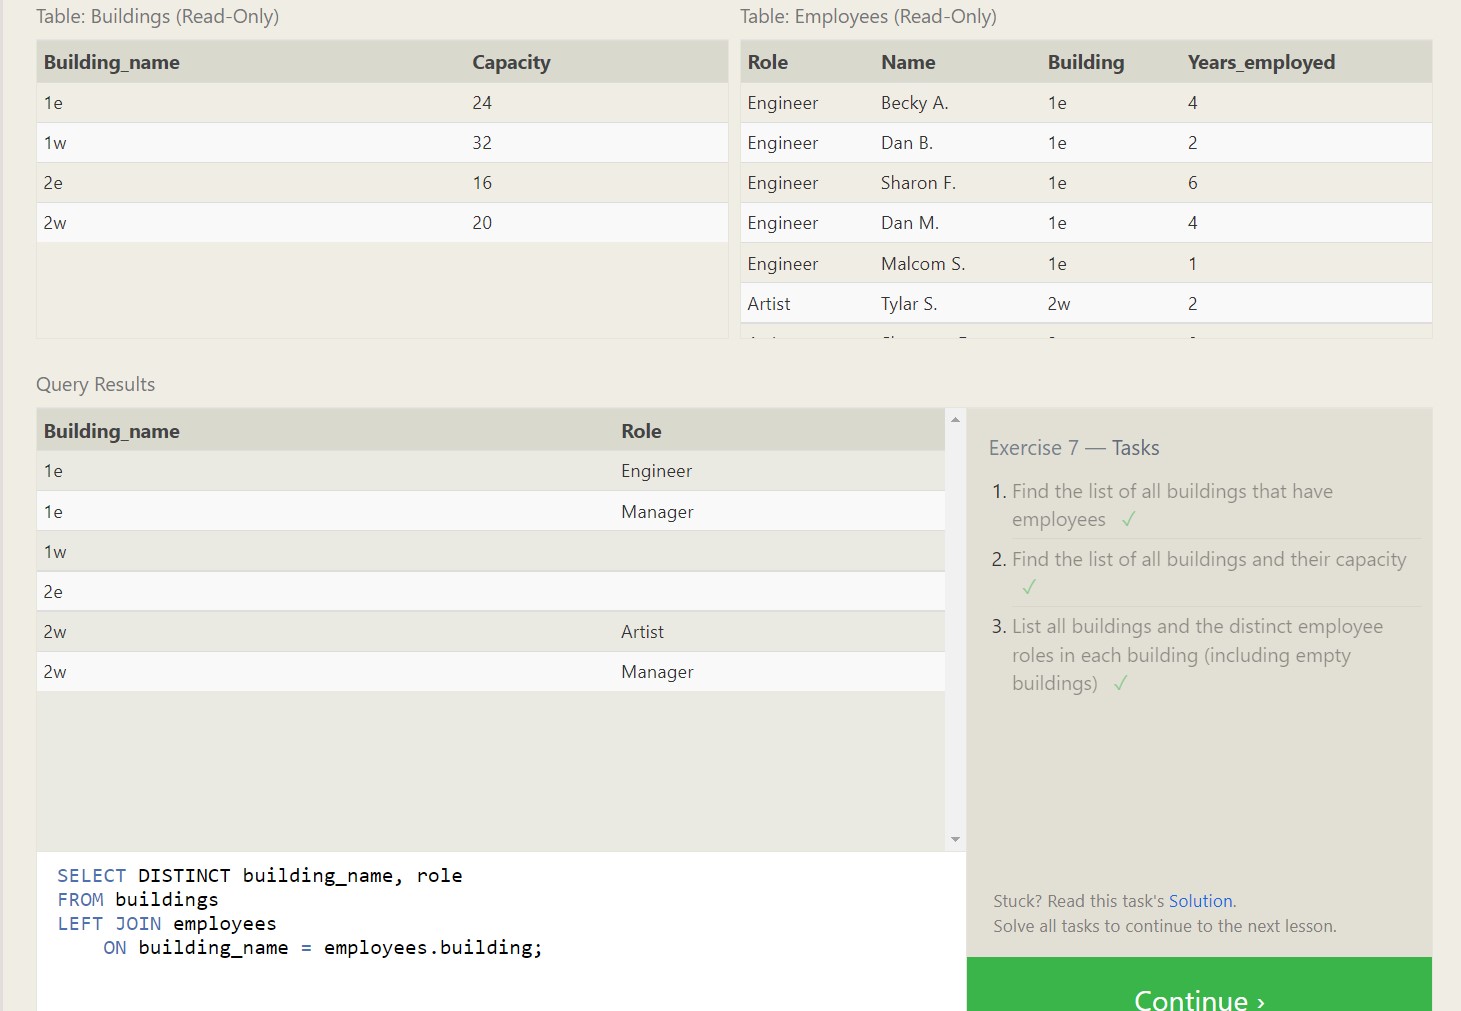 Table: Buildings (Read-Only)
Building_name Capacity
1e 24
1w 32
2e 16
2w 20
Table: Employees (Read-Only)
Role Name Building Years_employed
Engineer Becky A. 1e 4
Engineer Dan B. 1e 2
Engineer Sharon F. 1e 6
Engineer Dan M. 1e 4
Engineer Malcom S. 1e 1
Artist Tylar S. 2w 2
Query Results
Building_name Role
1e Engineer
1e Manager
1w
2e
2w Artist
2w Manager
Exercise 7 — Tasks
1. Find the list of all buildings that have
employees ✓
2. Find the list of all buildings and their capacity
✓
3. List all buildings and the distinct employee
roles in each building (including empty
buildings) ✓
SELECT DISTINCT building_name, role
FROM buildings
LEFT JOIN employees
ON building_name = employees.building;
Stuck? Read this task's Solution.
Solve all tasks to continue to the next lesson.
Continue ›